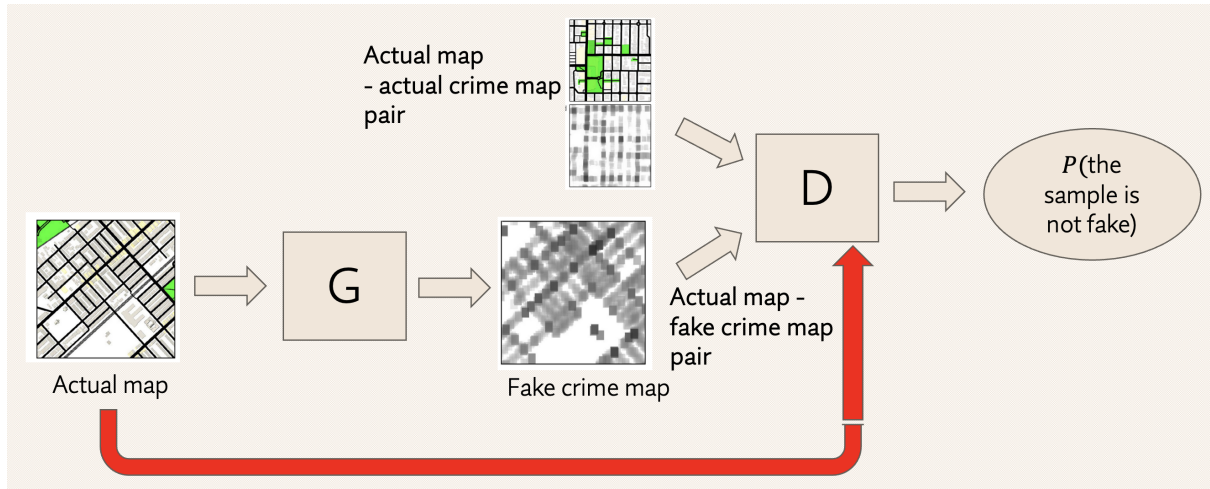 Actual map
- actual crime map
pair
D
P(the
sample is
not fake)
G
Actual map -
fake crime map
pair
Actual map
Fake crime map